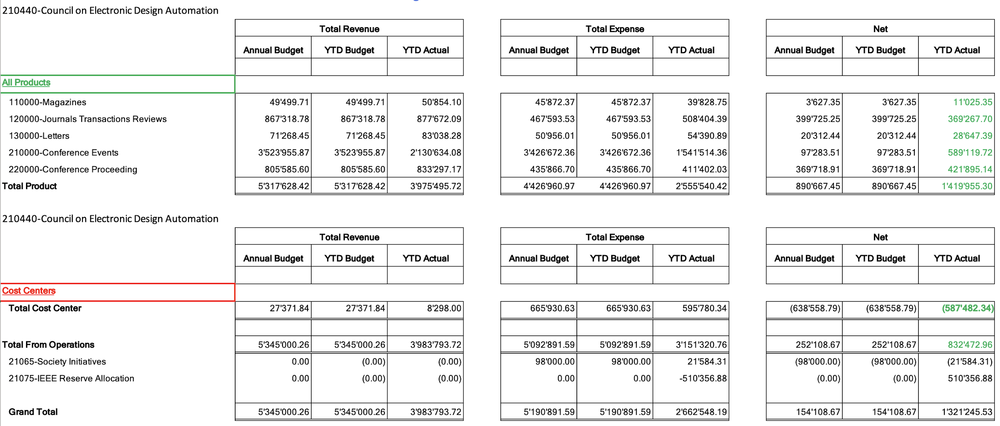 210440-Council on Electronic Design Automation
Total Revenue Total Expense Net
Annual Budget YTD Budget YTD Actual Annual Budget YTD Budget YTD Actual Annual Budget YTD Budget YTD Actual
All Products
110000-Magazines 49'499.71 49'499.71 50'854.10 45'872.37 45'872.37 39'828.75 3'627.35 3'627.35 11'025.35
120000-Journals Transactions Reviews 867'318.78 867'318.78 877'672.09 467'593.53 467'593.53 508'404.39 399'725.25 399'725.25 369'267.70
130000-Letters 71'268.45 71'268.45 83'038.28 50'956.01 50'956.01 54'390.89 20'312.44 20'312.44 28'647.39
210000-Conference Events 3'523'955.87 3'523'955.87 2'130'634.08 3'426'672.36 3'426'672.36 1'541'514.36 97'283.51 97'283.51 589'119.72
220000-Conference Proceeding 805'585.60 805'585.60 833'297.17 435'866.70 435'866.70 411'402.03 369'718.91 369'718.91 421'895.14
Total Product 5'317'628.42 5'317'628.42 3'975'495.72 4'426'960.97 4'426'960.97 2'555'540.42 890'667.45 890'667.45 1'419'955.30
210440-Council on Electronic Design Automation
Total Revenue Total Expense Net
Annual Budget YTD Budget YTD Actual Annual Budget YTD Budget YTD Actual Annual Budget YTD Budget YTD Actual
Cost Centers
Total Cost Center 27'371.84 27'371.84 8'298.00 665'930.63 665'930.63 595'780.34 (638'558.79) (638'558.79) (587'482.34)
Total From Operations 5'345'000.26 5'345'000.26 3'983'793.72 5'092'891.59 5'092'891.59 3'151'320.76 252'108.67 252'108.67 832'472.96
21065-Society Initiatives 0.00 (0.00) (0.00) 98'000.00 98'000.00 21'584.31 (98'000.00) (98'000.00) (21'584.31)
21075-IEEE Reserve Allocation 0.00 (0.00) (0.00) 0.00 0.00 -510'356.88 (0.00) (0.00) 510'356.88
Grand Total 5'345'000.26 5'345'000.26 3'983'793.72 5'190'891.59 5'190'891.59 2'662'548.19 154'108.67 154'108.67 1'321'245.53